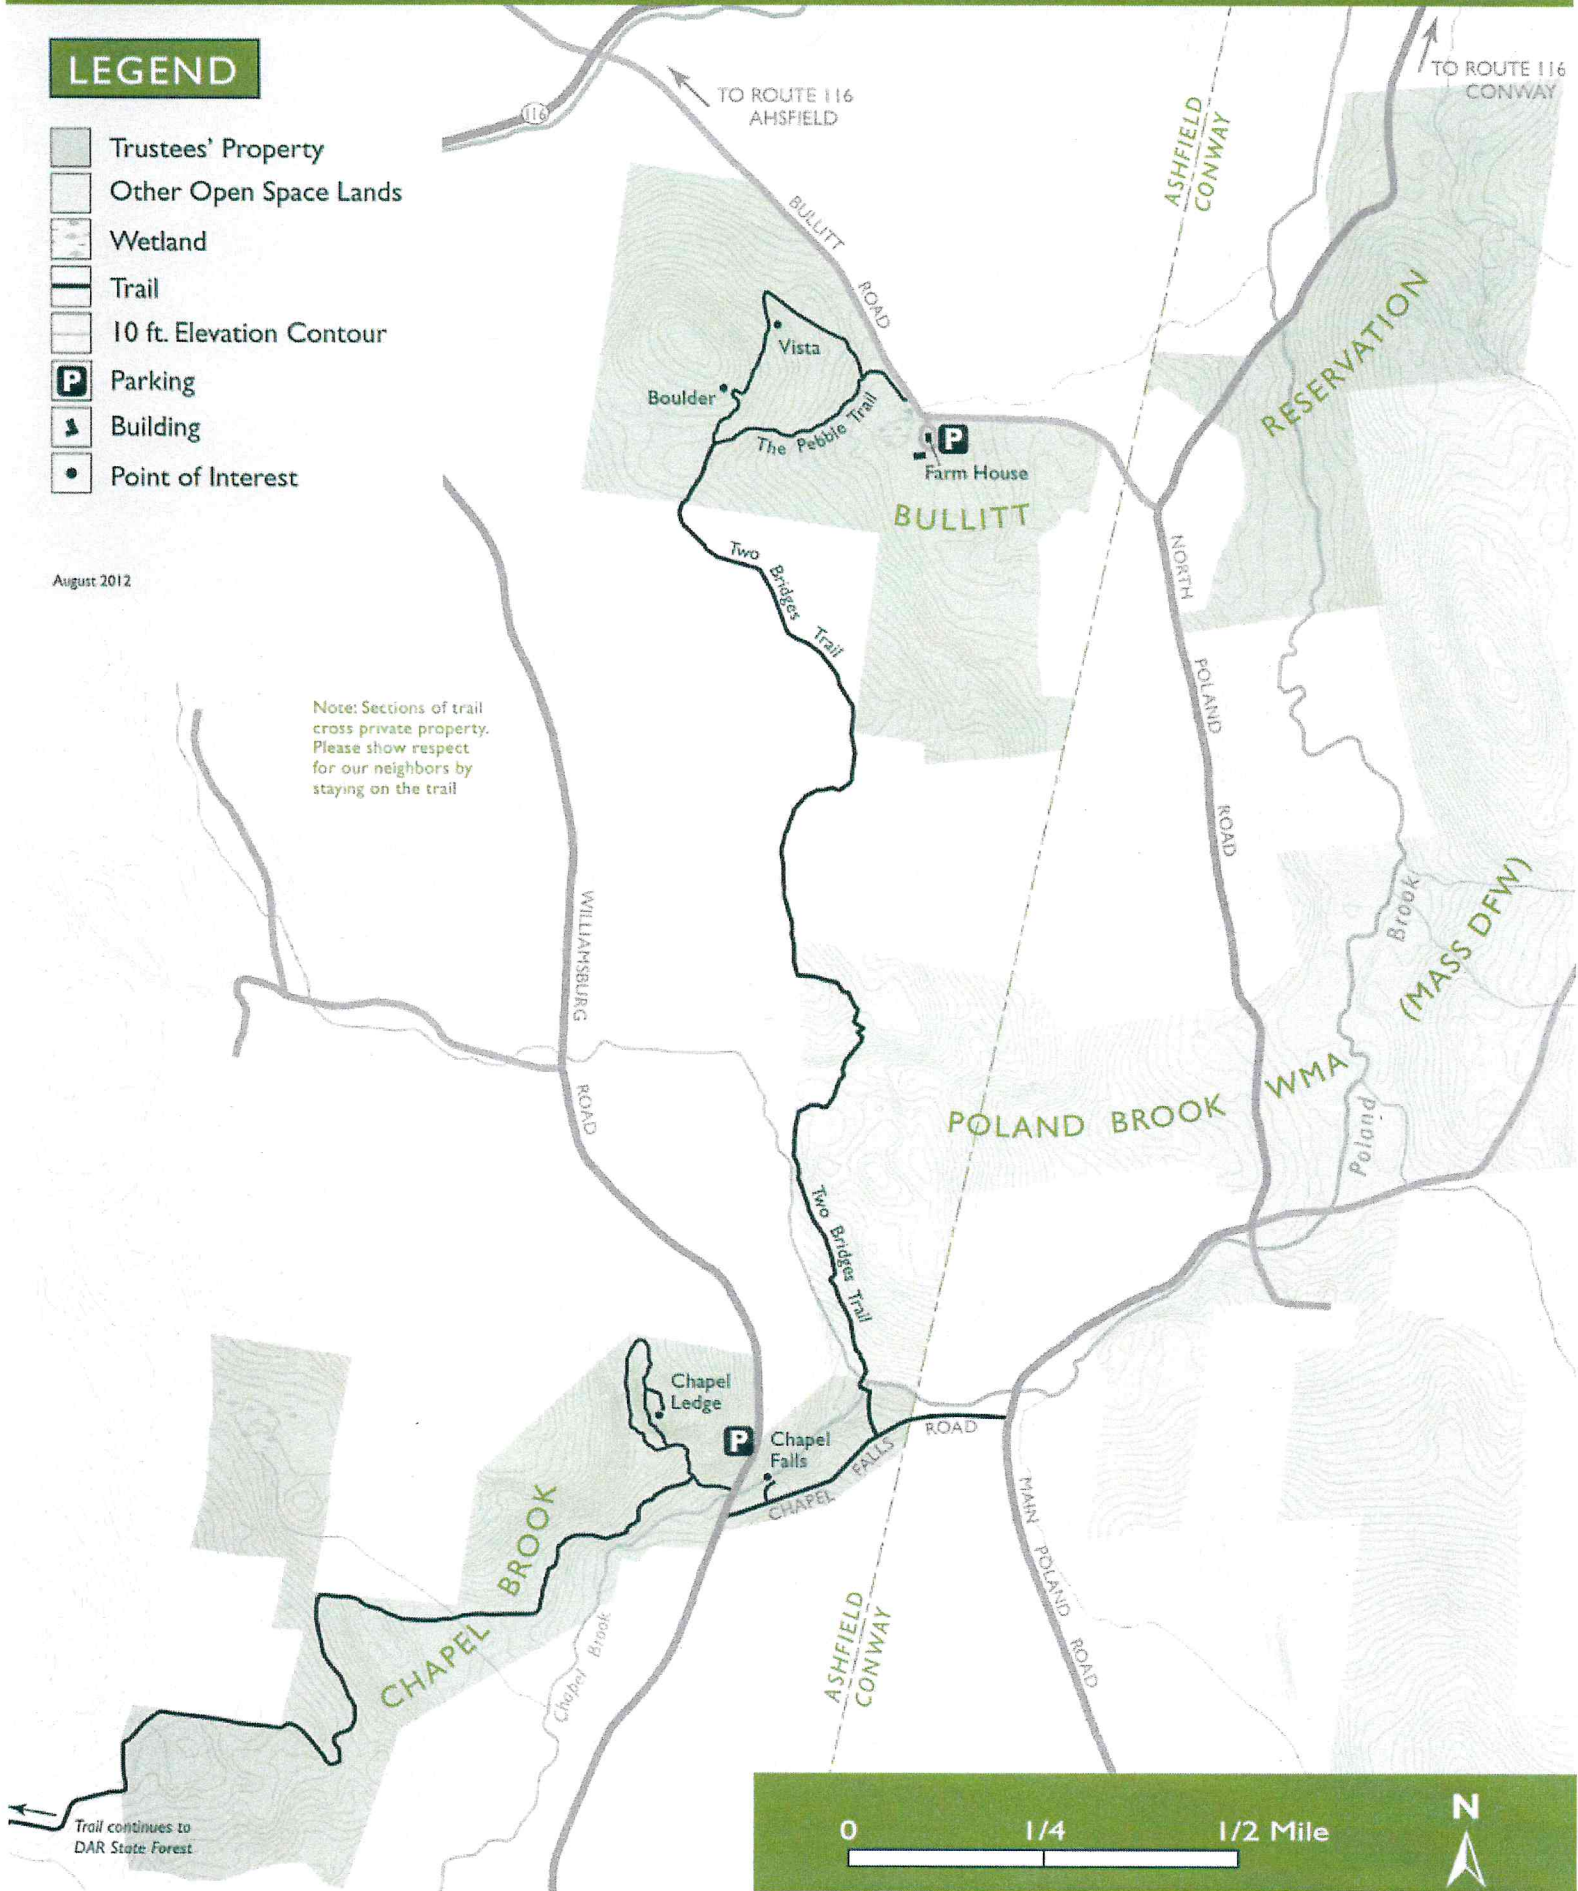 LEGEND
Trustees' Property
Other Open Space Lands
Wetland
Trail
10 ft. Elevation Contour
P
Parking
Building
Point of Interest
August 2012
116
TO ROUTE 116
AHSFIELD
TO ROUTE 116
CONWAY
ASHFIELD
CONWAY
BULLITT
ROAD
Vista
Boulder
The Pebble Trail
P
Farm House
BULLITT
RESERVATION
Two Bridges Trail
NORTH POLAND ROAD
Note: Sections of trail
cross private property.
Please show respect
for our neighbors by
staying on the trail
WILLIAMSBURG
ROAD
Brook
(MASS DFW)
POLAND BROOK WMA
Poland
Two Bridges Trail
Chapel
Ledge
P
Chapel
Falls
CHAPEL FALLS ROAD
MAIN POLAND ROAD
CHAPEL BROOK
Chapel Brook
ASHFIELD
CONWAY
Trail continues to
DAR State Forest
0 1/4 1/2 Mile
N